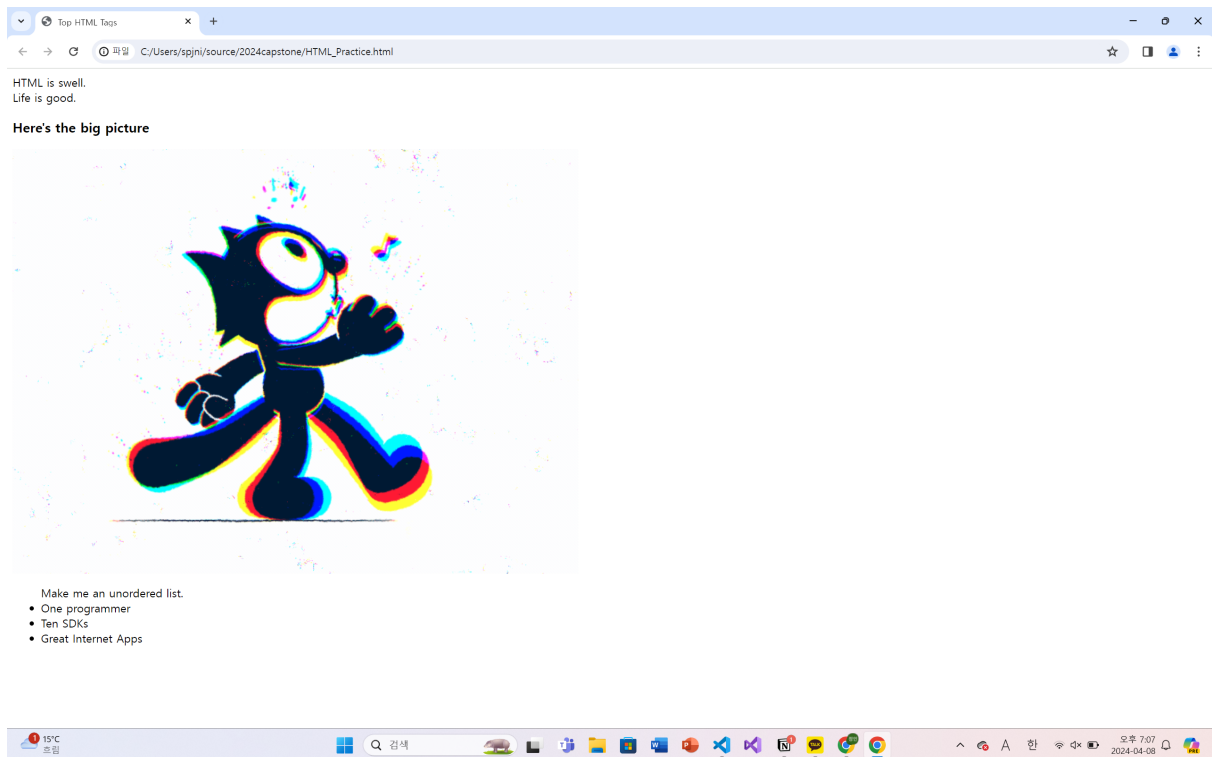 Top HTML Tags
파일 C:/Users/spjni/source/2024capstone/HTML_Practice.html
HTML is swell.
Life is good.
Here's the big picture
Make me an unordered list.
One programmer
Ten SDKs
Great Internet Apps
1 15°C
흐림
검색
A 한
오후 7:07
2024-04-08